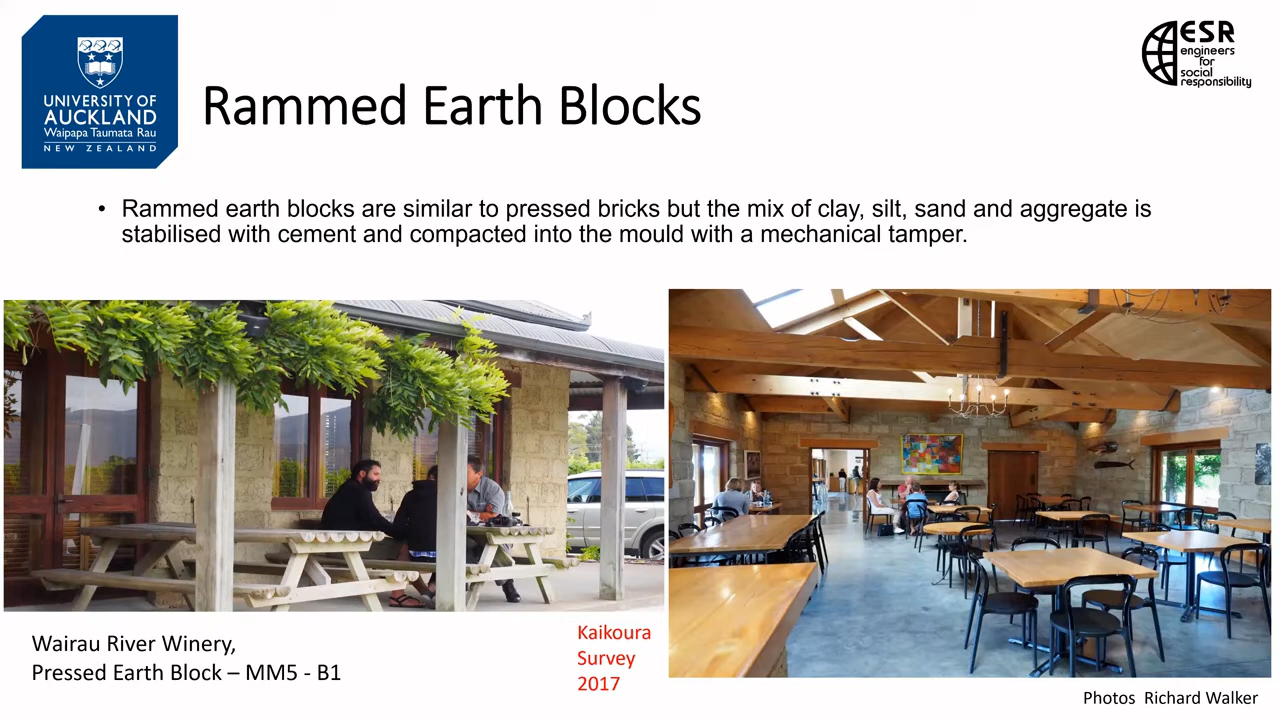 UNIVERSITY OF
AUCKLAND
Waipapa Taumata Rau
NEW ZEALAND
ESR
engineers
for
social
responsibility
Rammed Earth Blocks
• Rammed earth blocks are similar to pressed bricks but the mix of clay, silt, sand and aggregate is
stabilised with cement and compacted into the mould with a mechanical tamper.
Wairau River Winery,
Pressed Earth Block – MM5 - B1
Kaikoura
Survey
2017
Photos Richard Walker